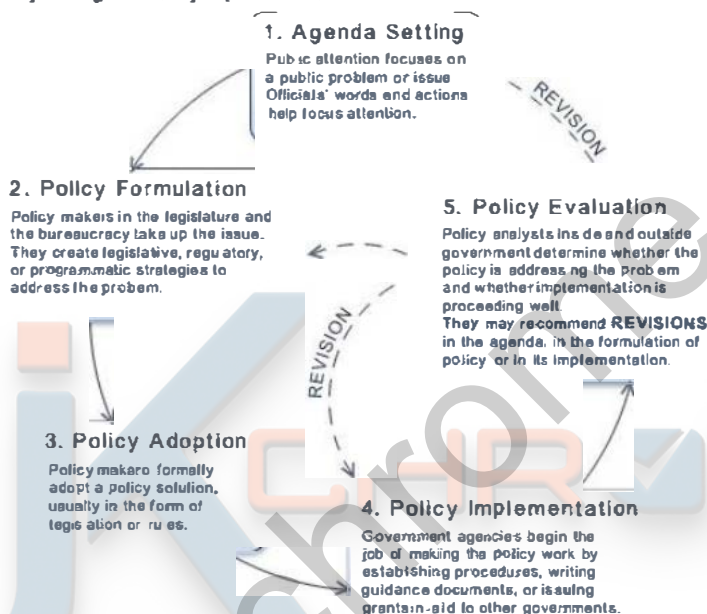 1. Agenda Setting
Public attention focuses on
a public problem or issue
Officials' words and actions
help focus attention.
REVISION
2. Policy Formulation
Policy makers in the legislature and
the bureaucracy take up the issue.
They create legislative, regulatory,
or programmatic strategies to
address the probem.
5. Policy Evaluation
Policy analysts inside and outside
government determine whether the
policy is addressing the problem
and whether implementation is
proceeding well.
They may recommend REVISIONS
in the agenda, in the formulation of
policy or in its implementation.
REVISION
3. Policy Adoption
Policy makers formally
adopt a policy solution,
usually in the form of
legislation or rules.
4. Policy Implementation
Government agencies begin the
job of making the policy work by
establishing procedures, writing
guidance documents, or issuing
grants-in-aid to other governments.
chrome